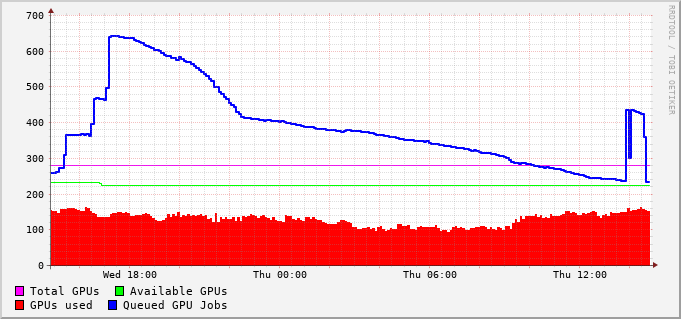 700
600
500
400
300
200
100
0
Wed 18:00 Thu 00:00 Thu 06:00 Thu 12:00
Total GPUs Available GPUs
GPUs used Queued GPU Jobs
RRDTOOL / TOBI OETIKER